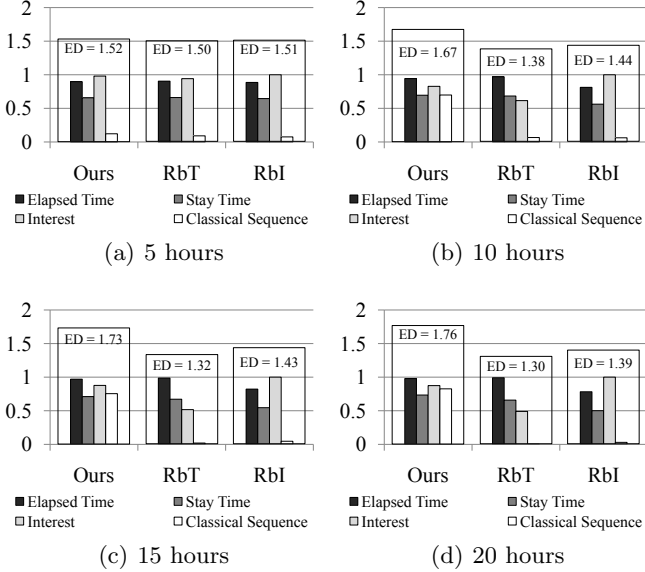 2
1.5
1
0.5
0
ED = 1.52
ED = 1.50
ED = 1.51
Ours RbT RbI
Elapsed Time Stay Time
Interest Classical Sequence
(a) 5 hours
2
1.5
1
0.5
0
ED = 1.67
ED = 1.38
ED = 1.44
Ours RbT RbI
Elapsed Time Stay Time
Interest Classical Sequence
(b) 10 hours
2
1.5
1
0.5
0
ED = 1.73
ED = 1.32
ED = 1.43
Ours RbT RbI
Elapsed Time Stay Time
Interest Classical Sequence
(c) 15 hours
2
1.5
1
0.5
0
ED = 1.76
ED = 1.30
ED = 1.39
Ours RbT RbI
Elapsed Time Stay Time
Interest Classical Sequence
(d) 20 hours